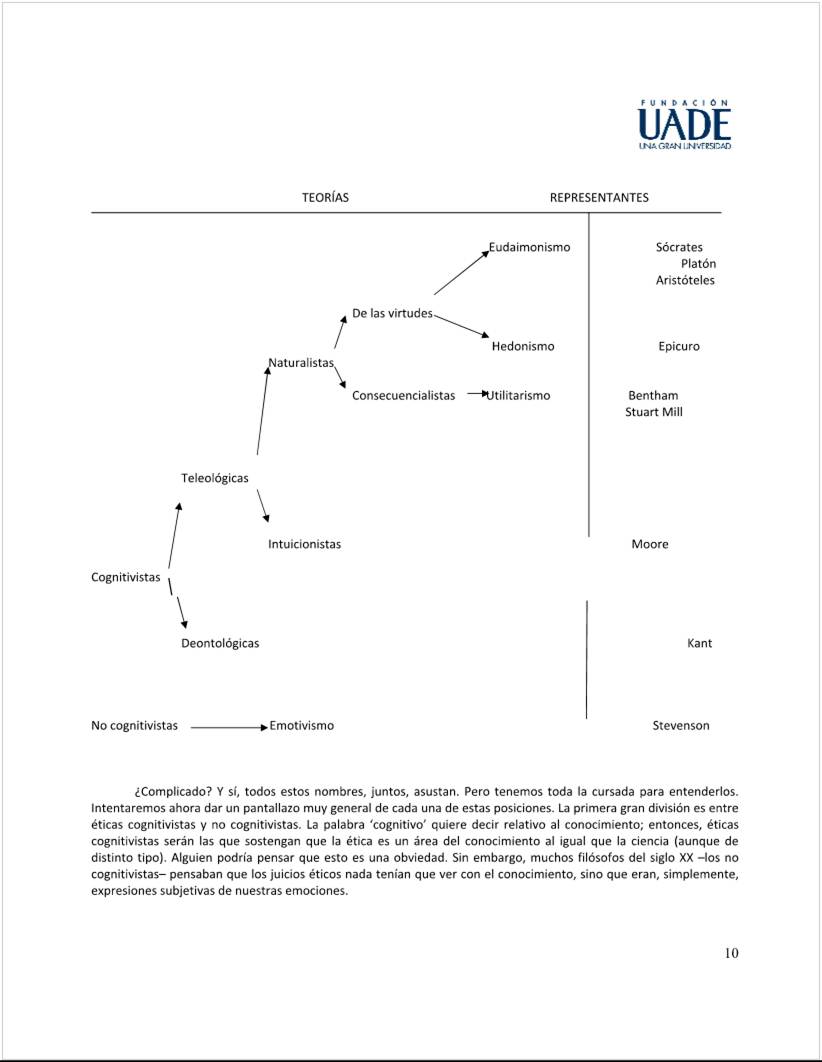 FUNDACIÓN
UADE
UNA GRAN UNIVERSIDAD
TEORÍAS REPRESENTANTES
Eudaimonismo Sócrates
Platón
Aristóteles
De las virtudes
Hedonismo Epicuro
Naturalistas
Consecuencialistas Utilitarismo Bentham
Stuart Mill
Teleológicas
Intuicionistas Moore
Cognitivistas
Deontológicas Kant
No cognitivistas Emotivismo Stevenson
¿Complicado? Y sí, todos estos nombres, juntos, asustan. Pero tenemos toda la cursada para entenderlos.
Intentaremos ahora dar un pantallazo muy general de cada una de estas posiciones. La primera gran división es entre
éticas cognitivistas y no cognitivistas. La palabra ‘cognitivo’ quiere decir relativo al conocimiento; entonces, éticas
cognitivistas serán las que sostengan que la ética es un área del conocimiento al igual que la ciencia (aunque de
distinto tipo). Alguien podría pensar que esto es una obviedad. Sin embargo, muchos filósofos del siglo XX –los no
cognitivistas– pensaban que los juicios éticos nada tenían que ver con el conocimiento, sino que eran, simplemente,
expresiones subjetivas de nuestras emociones.
10